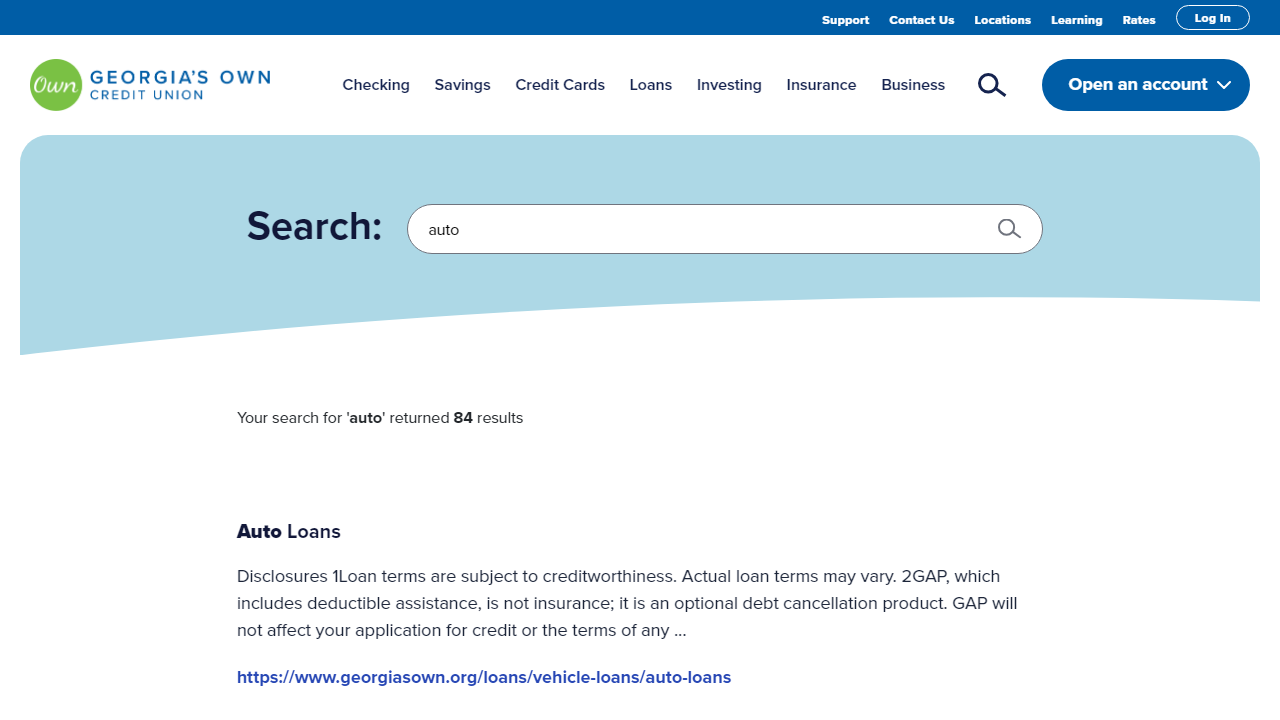 Support Contact Us Locations Learning Rates Log In
Own GEORGIA'S OWN
CREDIT UNION
Checking Savings Credit Cards Loans Investing Insurance Business Open an account
Search: auto
Your search for 'auto' returned 84 results
Auto Loans
Disclosures 1Loan terms are subject to creditworthiness. Actual loan terms may vary. 2GAP, which
includes deductible assistance, is not insurance; it is an optional debt cancellation product. GAP will
not affect your application for credit or the terms of any ...
https://www.georgiasown.org/loans/vehicle-loans/auto-loans